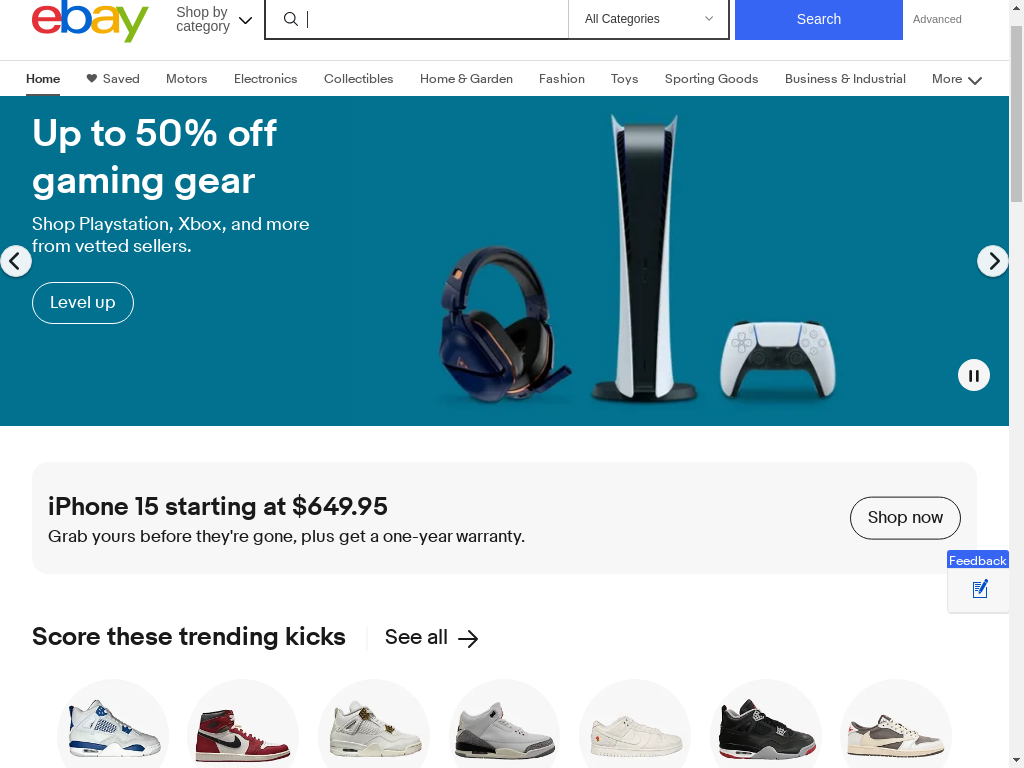 ebay
Shop by
category
All Categories
Search
Advanced
Home
Saved
Motors
Electronics
Collectibles
Home & Garden
Fashion
Toys
Sporting Goods
Business & Industrial
More
Up to 50% off
gaming gear
Shop Playstation, Xbox, and more
from vetted sellers.
Level up
iPhone 15 starting at $649.95
Grab yours before they're gone, plus get a one-year warranty.
Shop now
Feedback
Score these trending kicks
See all